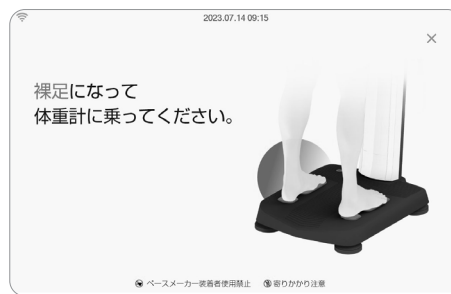 2023.07.14 09:15
裸足になって
体重計に乗ってください。
ペースメーカー装着者使用禁止 寄りかかり注意